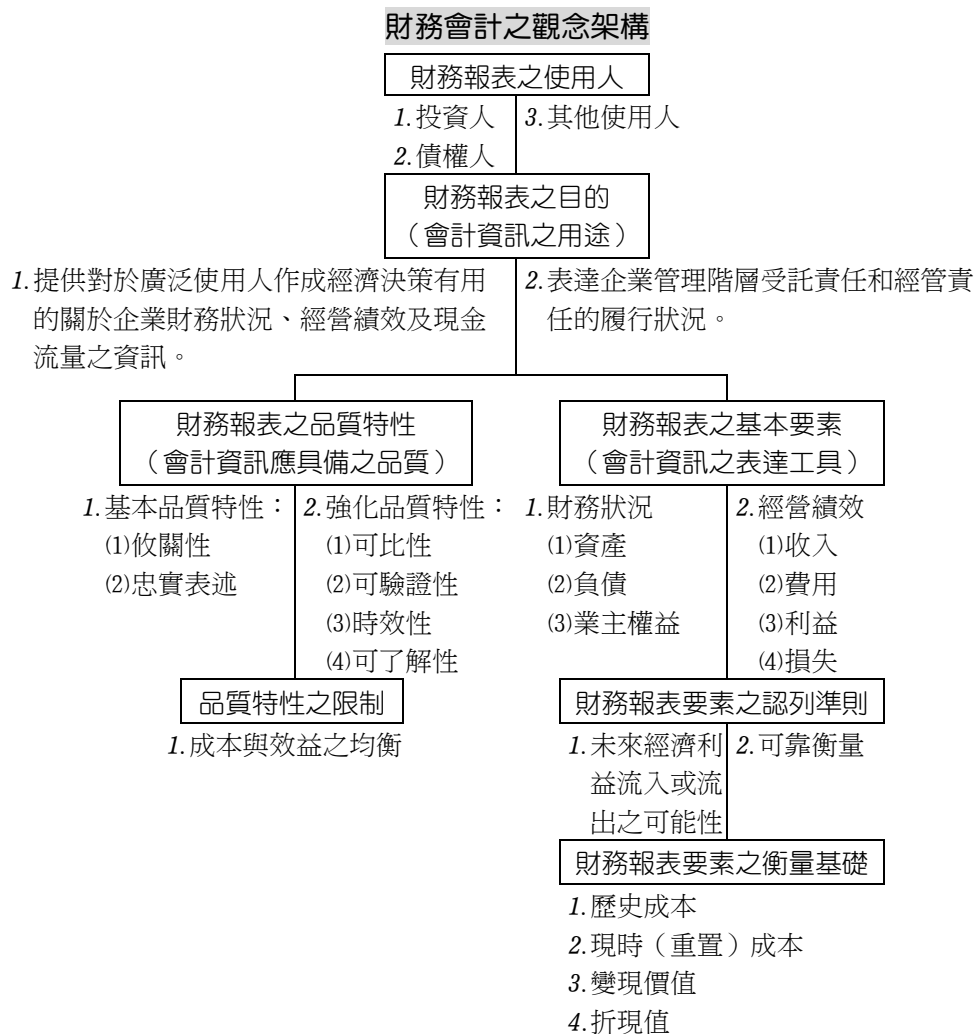 財務會計之觀念架構
財務報表之使用人
1.投資人
2.債權人
3.其他使用人
財務報表之目的
（會計資訊之用途）
1.提供對於廣泛使用人作成經濟決策有用
的關於企業財務狀況、經營績效及現金
流量之資訊。
2.表達企業管理階層受託責任和經管責
任的履行狀況。
財務報表之品質特性
（會計資訊應具備之品質）
1.基本品質特性：
⑴攸關性
⑵忠實表述
2.強化品質特性：
⑴可比性
⑵可驗證性
⑶時效性
⑷可了解性
品質特性之限制
1.成本與效益之均衡
財務報表之基本要素
（會計資訊之表達工具）
1.財務狀況
⑴資產
⑵負債
⑶業主權益
2.經營績效
⑴收入
⑵費用
⑶利益
⑷損失
財務報表要素之認列準則
1.未來經濟利
益流入或流
出之可能性
2.可靠衡量
財務報表要素之衡量基礎
1.歷史成本
2.現時（重置）成本
3.變現價值
4.折現值